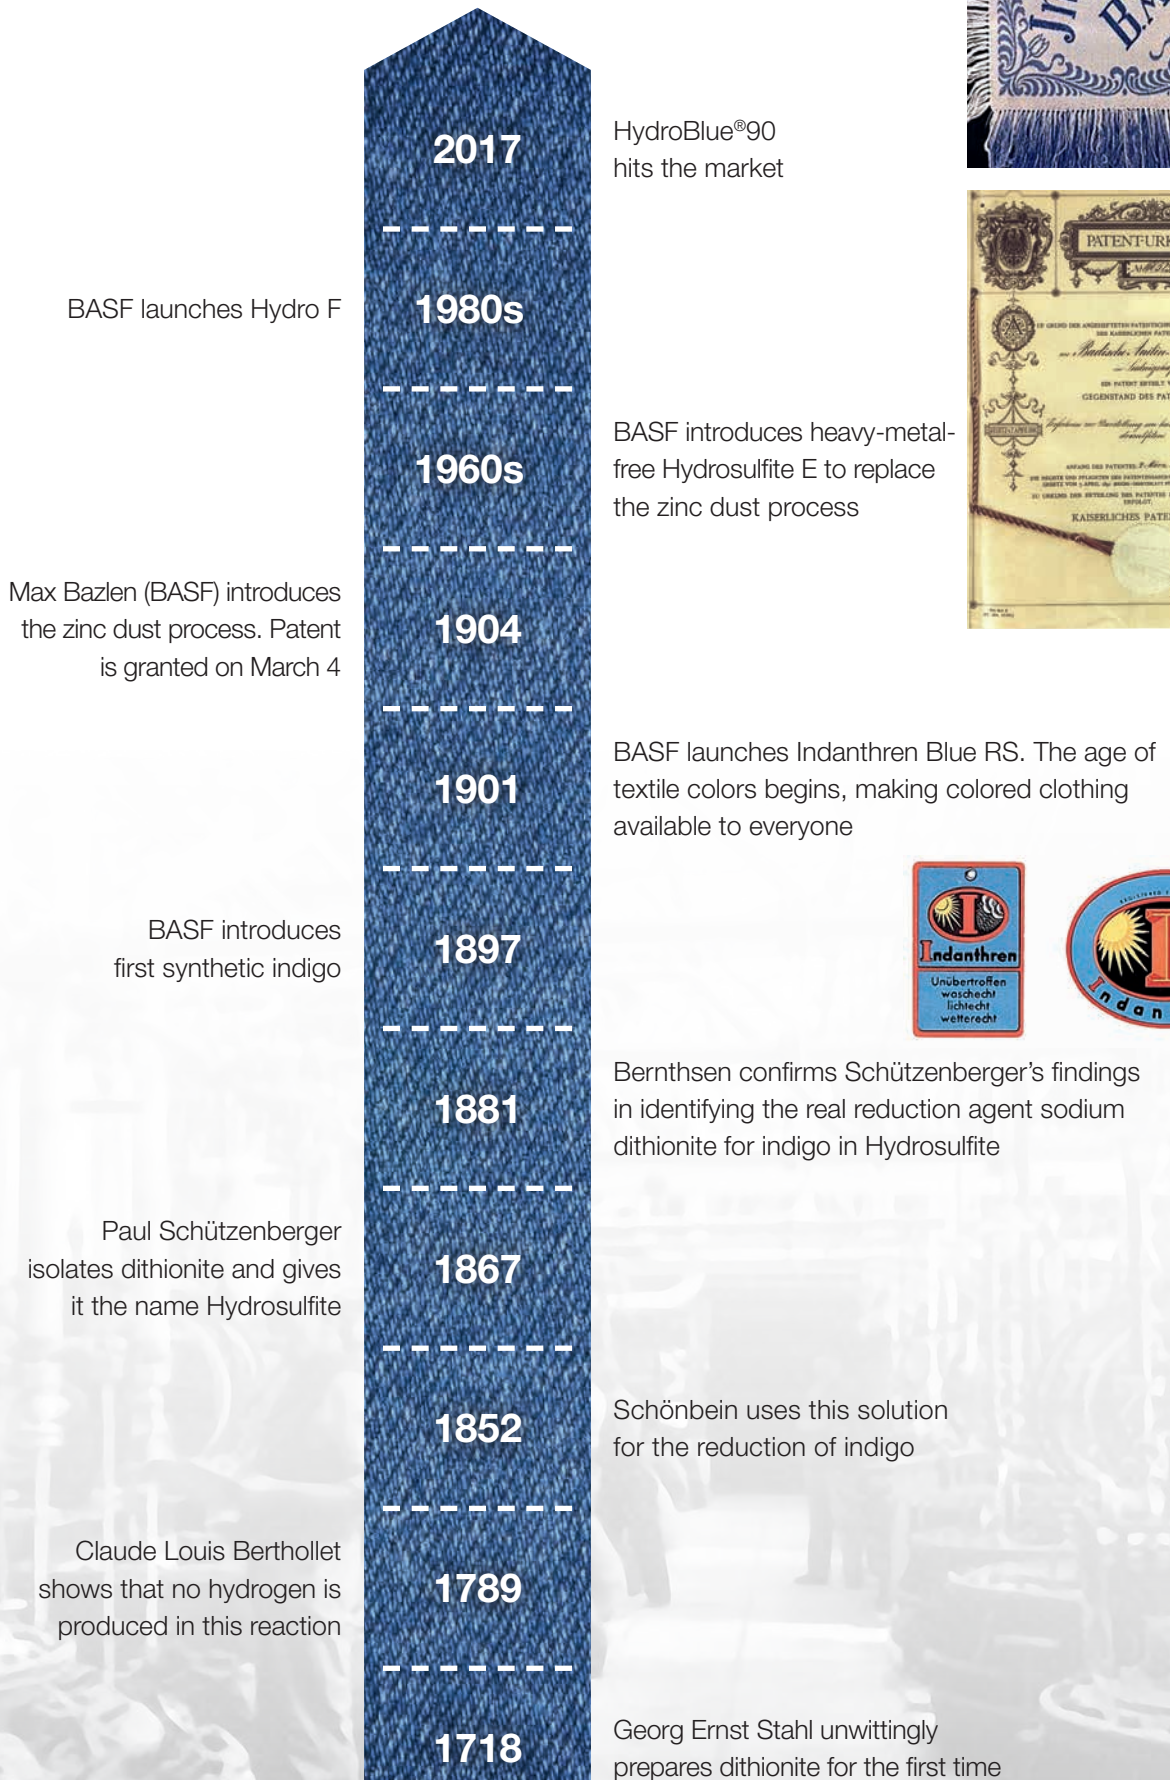 2017
HydroBlue®90
hits the market
PATENT-UR
BASF launches Hydro F
1980s
BASF introduces heavy-metal-
free Hydrosulfite E to replace
the zinc dust process
1960s
GEGENSTAND DES PAT
KAISERLICHES PATE
Max Bazlen (BASF) introduces
the zinc dust process. Patent
is granted on March 4
1904
BASF launches Indanthren Blue RS. The age of
textile colors begins, making colored clothing
available to everyone
1901
I
Indanthren
Unübertroffen
waschecht
lichtecht
wetterecht
I
Indan
BASF introduces
first synthetic indigo
1897
Bernthsen confirms Schützenberger’s findings
in identifying the real reduction agent sodium
dithionite for indigo in Hydrosulfite
1881
Paul Schützenberger
isolates dithionite and gives
it the name Hydrosulfite
1867
Schönbein uses this solution
for the reduction of indigo
1852
Claude Louis Berthollet
shows that no hydrogen is
produced in this reaction
1789
Georg Ernst Stahl unwittingly
prepares dithionite for the first time
1718